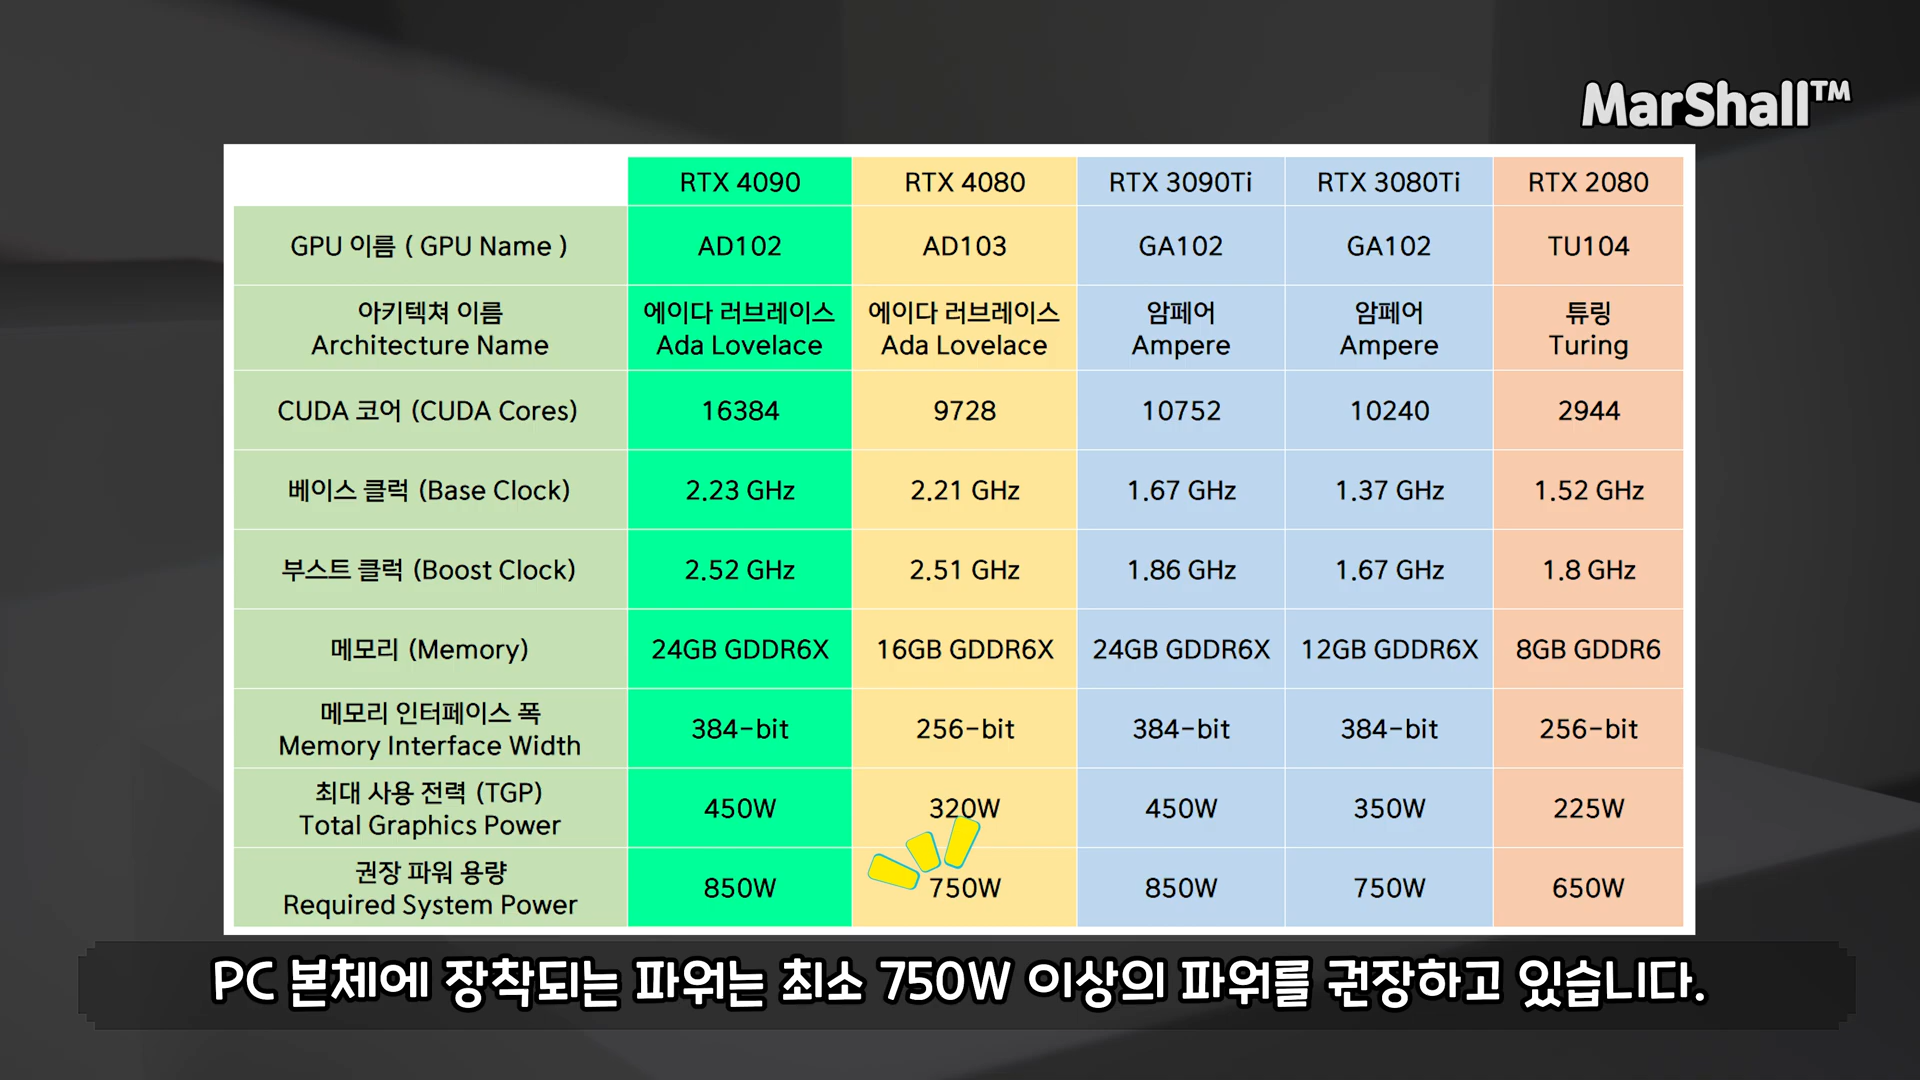 MarShall™
RTX 4090 RTX 4080 RTX 3090Ti RTX 3080Ti RTX 2080
GPU 이름 ( GPU Name ) AD102 AD103 GA102 GA102 TU104
아키텍쳐 이름 에이다 러브레이스 에이다 러브레이스 암페어 암페어 튜링
Architecture Name Ada Lovelace Ada Lovelace Ampere Ampere Turing
CUDA 코어 (CUDA Cores) 16384 9728 10752 10240 2944
베이스 클럭 (Base Clock) 2.23 GHz 2.21 GHz 1.67 GHz 1.37 GHz 1.52 GHz
부스트 클럭 (Boost Clock) 2.52 GHz 2.51 GHz 1.86 GHz 1.67 GHz 1.8 GHz
메모리 (Memory) 24GB GDDR6X 16GB GDDR6X 24GB GDDR6X 12GB GDDR6X 8GB GDDR6
메모리 인터페이스 폭
Memory Interface Width 384-bit 256-bit 384-bit 384-bit 256-bit
최대 사용 전력 (TGP)
Total Graphics Power 450W 320W 450W 350W 225W
권장 파워 용량
Required System Power 850W 750W 850W 750W 650W
PC 본체에 장착되는 파워는 최소 750W 이상의 파워를 권장하고 있습니다.